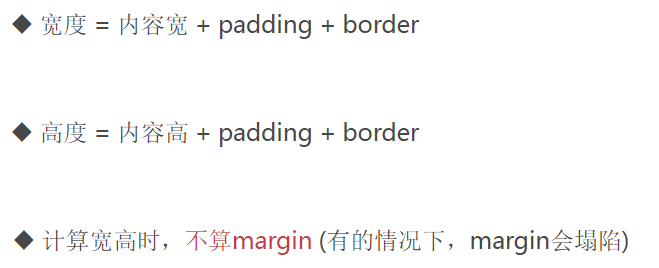 ◆ 宽度 = 内容宽 + padding + border
◆ 高度 = 内容高 + padding + border
◆ 计算宽高时，不算margin (有的情况下，margin会塌陷)